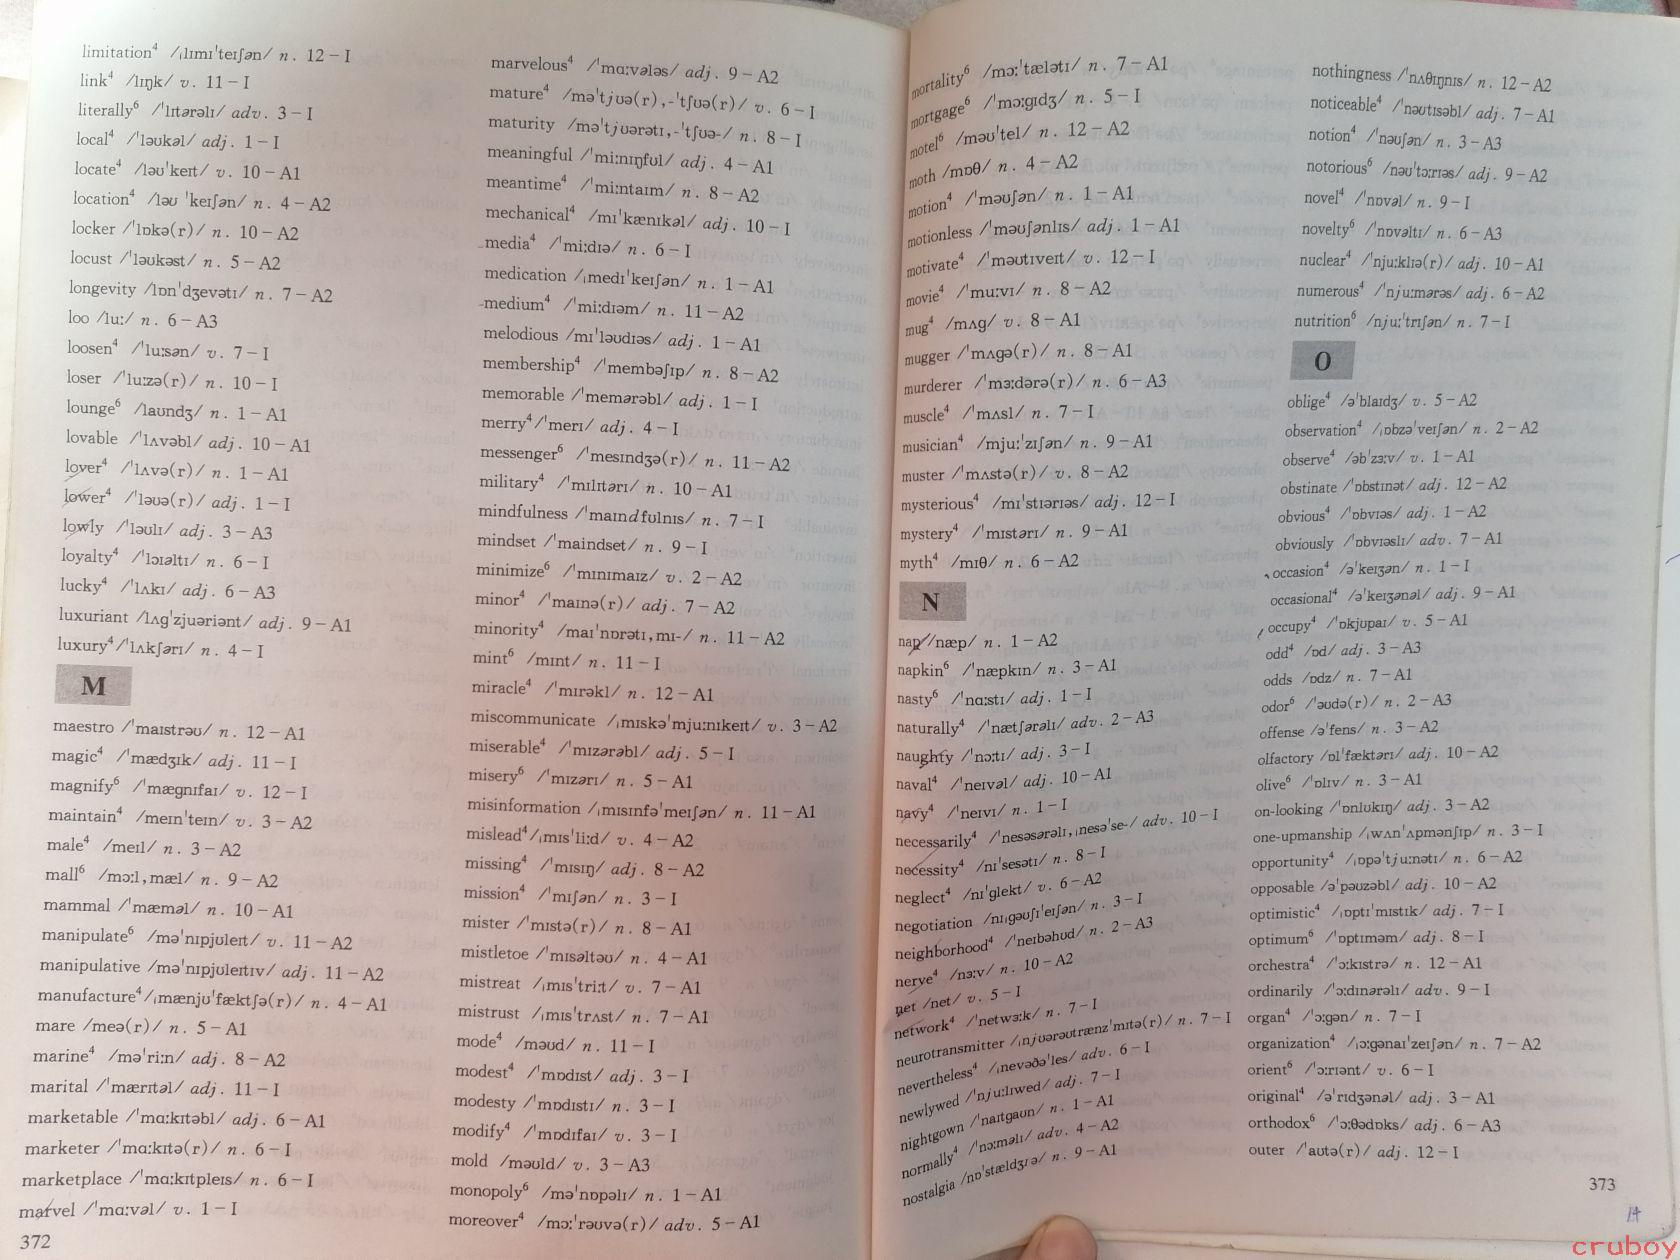 limitation⁴ /ˌlɪmɪˈteɪʃən/ n. 12－I
link⁴ /lɪŋk/ v. 11－I
literally⁶ /ˈlɪtərəlɪ/ adv. 3－I
local⁴ /ˈləʊkəl/ adj. 1－I
locate⁴ /ləʊˈkeɪt/ v. 10－A1
location⁴ /ləʊ ˈkeɪʃən/ n. 4－A2
locker /ˈlɒkə(r)/ n. 10－A2
locust /ˈləʊkəst/ n. 5－A2
longevity /lɒnˈdʒevətɪ/ n. 7－A2
loo /luː/ n. 6－A3
loosen⁴ /ˈluːsən/ v. 7－I
loser /ˈluːzə(r)/ n. 10－I
lounge⁶ /laʊndʒ/ n. 1－A1
lovable /ˈlʌvəbl/ adj. 10－A1
lover⁴ /ˈlʌvə(r)/ n. 1－A1
lower⁴ /ˈləʊə(r)/ adj. 1－I
lowly /ˈləʊlɪ/ adj. 3－A3
loyalty⁴ /ˈlɔɪəltɪ/ n. 6－I
lucky⁴ /ˈlʌkɪ/ adj. 6－A3
luxuriant /lʌgˈzjʊərɪənt/ adj. 9－A1
luxury⁴ /ˈlʌkʃərɪ/ n. 4－I
M
maestro /ˈmaɪstrəʊ/ n. 12－A1
magic⁴ /ˈmædʒɪk/ adj. 11－I
magnify⁶ /ˈmægnɪfaɪ/ v. 12－I
maintain⁴ /meɪnˈteɪn/ v. 3－A2
male⁴ /meɪl/ n. 3－A2
mall⁶ /mɔːl, mæl/ n. 9－A2
mammal /ˈmæməl/ n. 10－A1
manipulate⁶ /məˈnɪpjʊleɪt/ v. 11－A2
manipulative /məˈnɪpjʊleɪtɪv/ adj. 11－A2
manufacture⁴ /ˌmænjʊˈfæktʃə(r)/ n. 4－A1
mare /meə(r)/ n. 5－A1
marine⁴ /məˈriːn/ adj. 8－A2
marital /ˈmærɪtəl/ adj. 11－I
marketable /ˈmɑːkɪtəbl/ adj. 6－A1
marketer /ˈmɑːkɪtə(r)/ n. 6－I
marketplace /ˈmɑːkɪtpleɪs/ n. 6－I
marvel /ˈmɑːvəl/ v. 1－I
372
marvelous⁴ /ˈmɑːvələs/ adj. 9－A2
mature⁴ /məˈtjʊə(r), -ˈtʃʊə(r)/ v. 6－I
maturity /məˈtjʊərətɪ, -ˈtʃʊə-/ n. 8－I
meaningful /ˈmiːnɪŋfʊl/ adj. 4－A1
meantime⁴ /ˈmiːntaɪm/ n. 8－A2
mechanical⁴ /mɪˈkænɪkəl/ adj. 10－I
media⁴ /ˈmiːdɪə/ n. 6－I
medication /ˌmedɪˈkeɪʃən/ n. 1－A1
medium⁴ /ˈmiːdɪəm/ n. 11－A2
melodious /mɪˈləʊdɪəs/ adj. 1－A1
membership⁴ /ˈmembəʃɪp/ n. 8－A2
memorable /ˈmemərəbl/ adj. 1－I
merry⁴ /ˈmerɪ/ adj. 4－I
messenger⁶ /ˈmesɪndʒə(r)/ n. 11－A2
military⁴ /ˈmɪlɪtərɪ/ n. 10－A1
mindfulness /ˈmaɪndfʊlnɪs/ n. 7－I
mindset /ˈmaindset/ n. 9－I
minimize⁶ /ˈmɪnɪmaɪz/ v. 2－A2
minor⁴ /ˈmaɪnə(r)/ adj. 7－A2
minority⁴ /maɪˈnɒrətɪ, mɪ-/ n. 11－A2
mint⁶ /mɪnt/ n. 11－I
miracle⁴ /ˈmɪrəkl/ n. 12－A1
miscommunicate /ˌmɪskəˈmjuːnɪkeɪt/ v. 3－A2
miserable⁴ /ˈmɪzərəbl/ adj. 5－I
misery⁶ /ˈmɪzərɪ/ n. 5－A1
misinformation /ˌmɪsɪnfəˈmeɪʃən/ n. 11－A1
mislead⁴ /ˌmɪsˈliːd/ v. 4－A2
missing⁴ /ˈmɪsɪŋ/ adj. 8－A2
mission⁴ /ˈmɪʃən/ n. 3－I
mister /ˈmɪstə(r)/ n. 8－A1
mistletoe /ˈmɪsəltəʊ/ n. 4－A1
mistreat /ˌmɪsˈtriːt/ v. 7－A1
mistrust /ˌmɪsˈtrʌst/ n. 7－A1
mode⁴ /məʊd/ n. 11－I
modest⁴ /ˈmɒdɪst/ adj. 3－I
modesty /ˈmɒdɪstɪ/ n. 3－I
modify⁴ /ˈmɒdɪfaɪ/ v. 3－I
mold /məʊld/ v. 3－A3
monopoly⁶ /məˈnɒpəlɪ/ n. 1－A1
moreover⁴ /mɔːˈrəʊvə(r)/ adv. 5－A1
mortality⁶ /mɔːˈtælətɪ/ n. 7－A1
mortgage⁶ /ˈmɔːgɪdʒ/ n. 5－I
motel⁶ /məʊˈtel/ n. 12－A2
moth /mɒθ/ n. 4－A2
motion⁴ /ˈməʊʃən/ n. 1－A1
motionless /ˈməʊʃənlɪs/ adj. 1－A1
motivate⁴ /ˈməʊtɪveɪt/ v. 12－I
movie⁴ /ˈmuːvɪ/ n. 8－A2
mug⁴ /mʌg/ v. 8－A1
mugger /ˈmʌgə(r)/ n. 8－A1
murderer /ˈmɜːdərə(r)/ n. 6－A3
muscle⁴ /ˈmʌsl/ n. 7－I
musician⁴ /mjuːˈzɪʃən/ n. 9－A1
muster /ˈmʌstə(r)/ v. 8－A2
mysterious⁴ /mɪˈstɪərɪəs/ adj. 12－I
mystery⁴ /ˈmɪstərɪ/ n. 9－A1
myth⁴ /mɪθ/ n. 6－A2
N
nap /næp/ n. 1－A2
napkin⁶ /ˈnæpkɪn/ n. 3－A1
nasty⁶ /ˈnɑːstɪ/ adj. 1－I
naturally⁴ /ˈnætʃərəlɪ/ adv. 2－A3
naughty /ˈnɔːtɪ/ adj. 3－I
naval⁴ /ˈneɪvəl/ adj. 10－A1
navy⁴ /ˈneɪvɪ/ n. 1－I
necessarily⁴ /ˈnesəsərəlɪ, ˌnesəˈse-/ adv. 10－I
necessity⁴ /nɪˈsesətɪ/ n. 8－I
neglect⁴ /nɪˈglekt/ v. 6－A2
negotiation /nɪˌgəʊʃɪˈeɪʃən/ n. 3－I
neighborhood⁴ /ˈneɪbəhʊd/ n. 2－A3
nerve⁴ /nɜːv/ n. 10－A2
net /net/ v. 5－I
network⁴ /ˈnetwɜːk/ n. 7－I
neurotransmitter /ˌnjʊərəʊtrænzˈmɪtə(r)/ n. 7－I
nevertheless⁴ /ˌnevəðəˈles/ adv. 6－I
newlywed /ˈnjuːlɪwed/ adj. 7－I
nightgown /ˈnaɪtgaʊn/ n. 1－A1
normally⁴ /ˈnɔːməlɪ/ adv. 4－A2
nostalgia /nɒˈstældʒɪə/ n. 9－A1
nothingness /ˈnʌθɪŋnɪs/ n. 12－A2
noticeable⁴ /ˈnəʊtɪsəbl/ adj. 7－A1
notion⁴ /ˈnəʊʃən/ n. 3－A3
notorious⁶ /nəʊˈtɔːrɪəs/ adj. 9－A2
novel⁴ /ˈnɒvəl/ n. 9－I
novelty⁶ /ˈnɒvəltɪ/ n. 6－A3
nuclear⁴ /ˈnjuːklɪə(r)/ adj. 10－A1
numerous⁴ /ˈnjuːmərəs/ adj. 6－A2
nutrition⁶ /njuːˈtrɪʃən/ n. 7－I
O
oblige⁴ /əˈblaɪdʒ/ v. 5－A2
observation⁴ /ˌɒbzəˈveɪʃən/ n. 2－A2
observe⁴ /əbˈzɜːv/ v. 1－A1
obstinate /ˈɒbstɪnət/ adj. 12－A2
obvious⁴ /ˈɒbvɪəs/ adj. 1－A2
obviously /ˈɒbvɪəslɪ/ adv. 7－A1
occasion⁴ /əˈkeɪʒən/ n. 1－I
occasional⁴ /əˈkeɪʒənəl/ adj. 9－A1
occupy⁴ /ˈɒkjʊpaɪ/ v. 5－A1
odd⁴ /ɒd/ adj. 3－A3
odds /ɒdz/ n. 7－A1
odor⁶ /ˈəʊdə(r)/ n. 2－A3
offense /əˈfens/ n. 3－A2
olfactory /ɒlˈfæktərɪ/ adj. 10－A2
olive⁶ /ˈɒlɪv/ n. 3－A1
on-looking /ˈɒnlʊkɪŋ/ adj. 3－A2
one-upmanship /ˌwʌnˈʌpmənʃɪp/ n. 3－I
opportunity⁴ /ˌɒpəˈtjuːnətɪ/ n. 6－A2
opposable /əˈpəʊzəbl/ adj. 10－A2
optimistic⁴ /ˌɒptɪˈmɪstɪk/ adj. 7－I
optimum⁶ /ˈɒptɪməm/ adj. 8－I
orchestra⁴ /ˈɔːkɪstrə/ n. 12－A1
ordinarily /ˈɔːdɪnərəlɪ/ adv. 9－I
organ⁴ /ˈɔːgən/ n. 7－I
organization⁴ /ˌɔːgənaɪˈzeɪʃən/ n. 7－A2
orient⁶ /ˈɔːrɪənt/ v. 6－I
original⁴ /əˈrɪdʒənəl/ adj. 3－A1
orthodox⁶ /ˈɔːθədɒks/ adj. 6－A3
outer /ˈaʊtə(r)/ adj. 12－I
373
cruboy